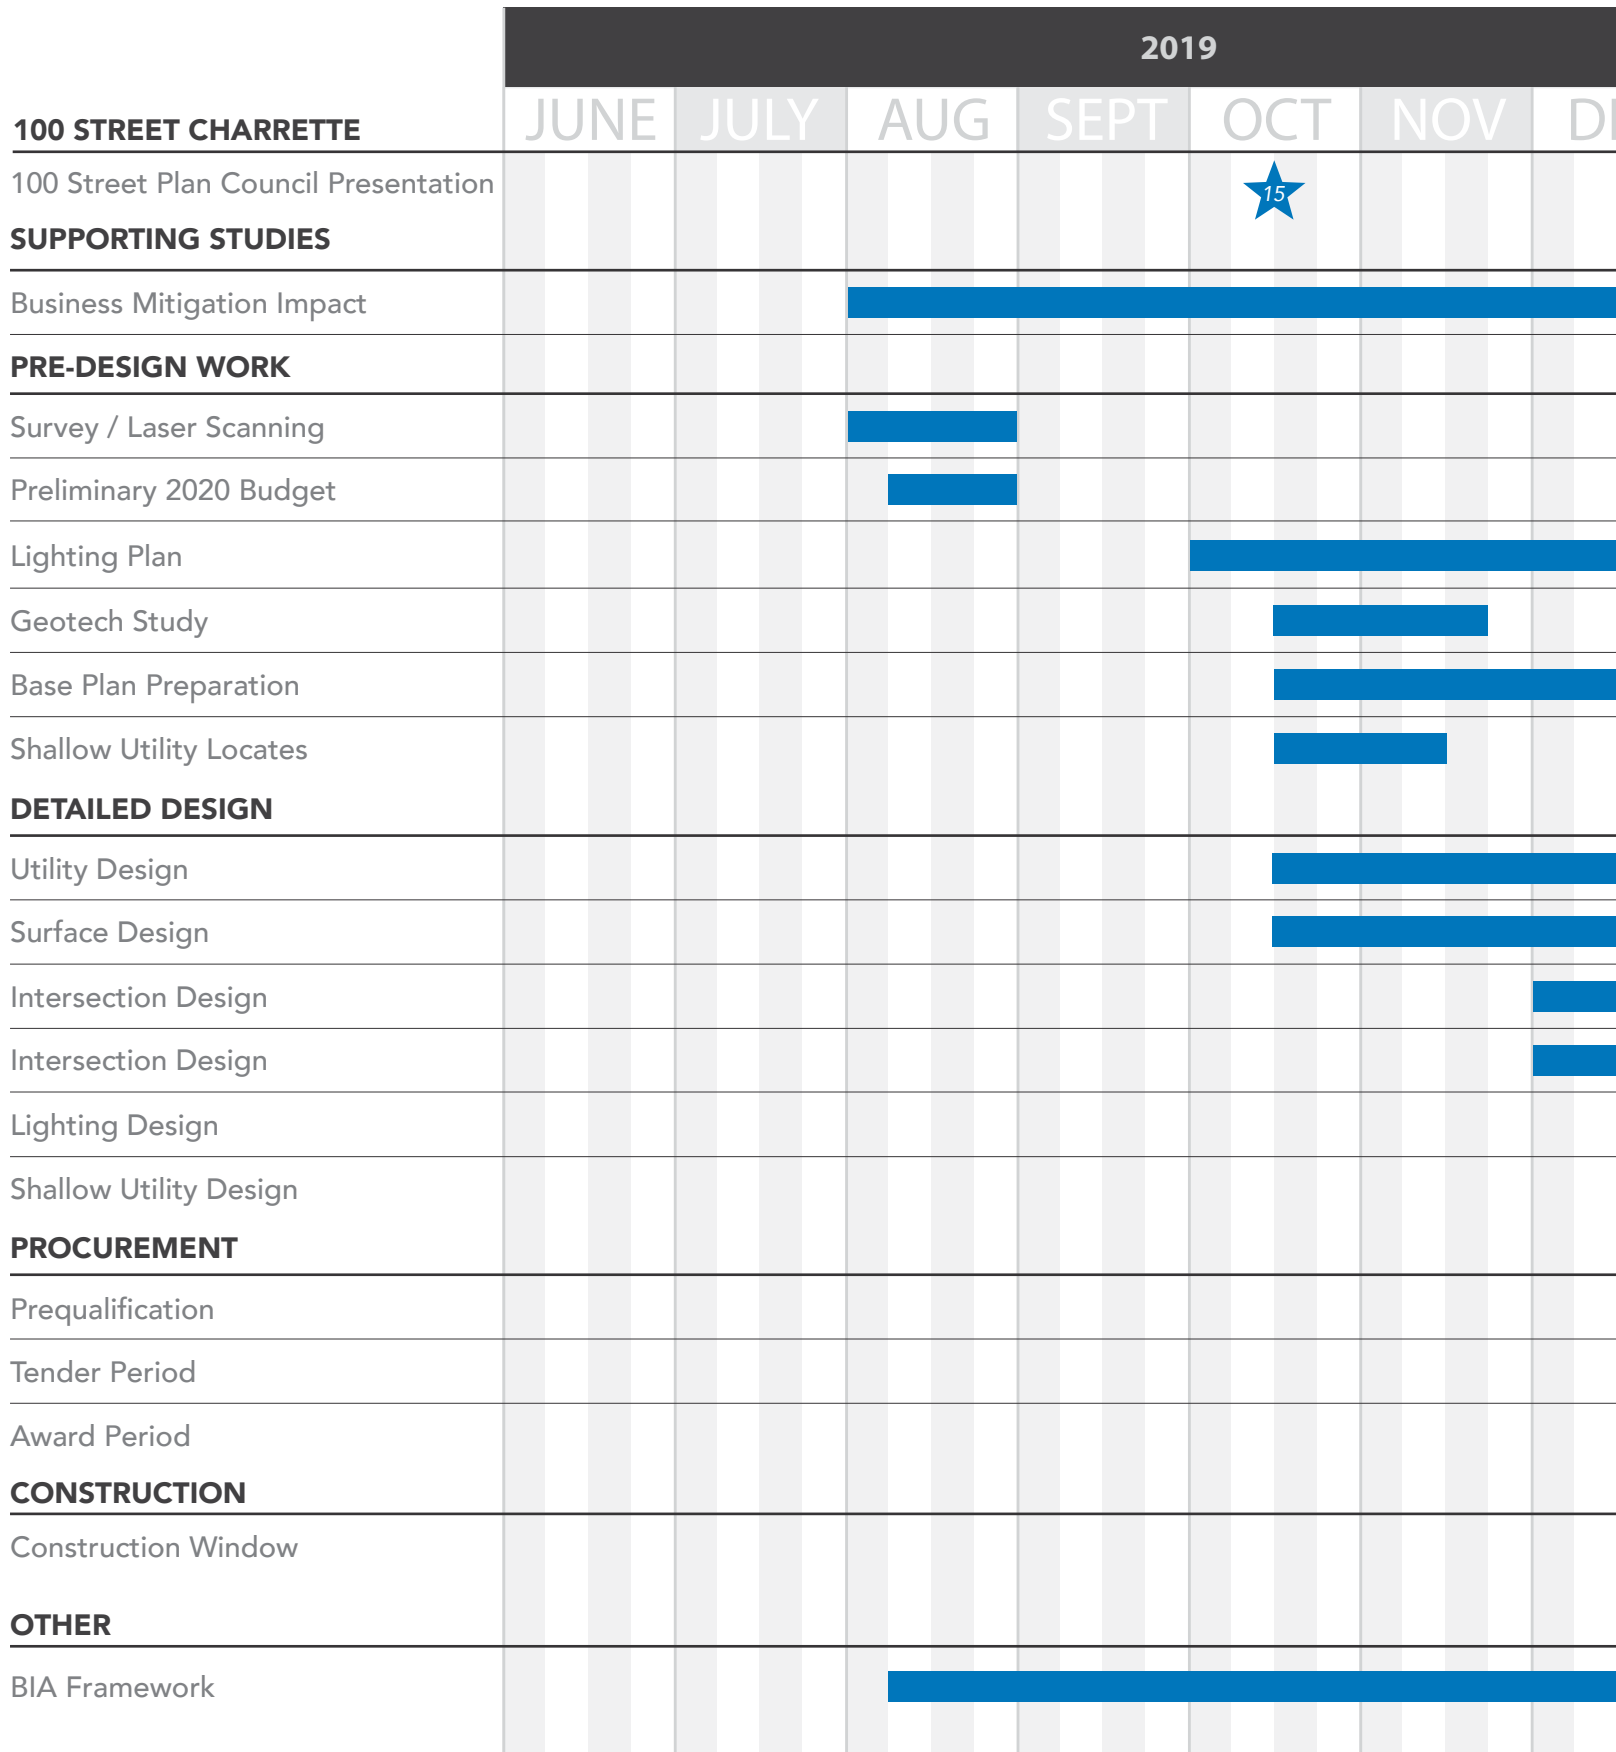 2019
JUNE JULY AUG SEPT OCT NOV
100 STREET CHARRETTE
100 Street Plan Council Presentation
15
SUPPORTING STUDIES
Business Mitigation Impact
PRE-DESIGN WORK
Survey / Laser Scanning
Preliminary 2020 Budget
Lighting Plan
Geotech Study
Base Plan Preparation
Shallow Utility Locates
DETAILED DESIGN
Utility Design
Surface Design
Intersection Design
Intersection Design
Lighting Design
Shallow Utility Design
PROCUREMENT
Prequalification
Tender Period
Award Period
CONSTRUCTION
Construction Window
OTHER
BIA Framework